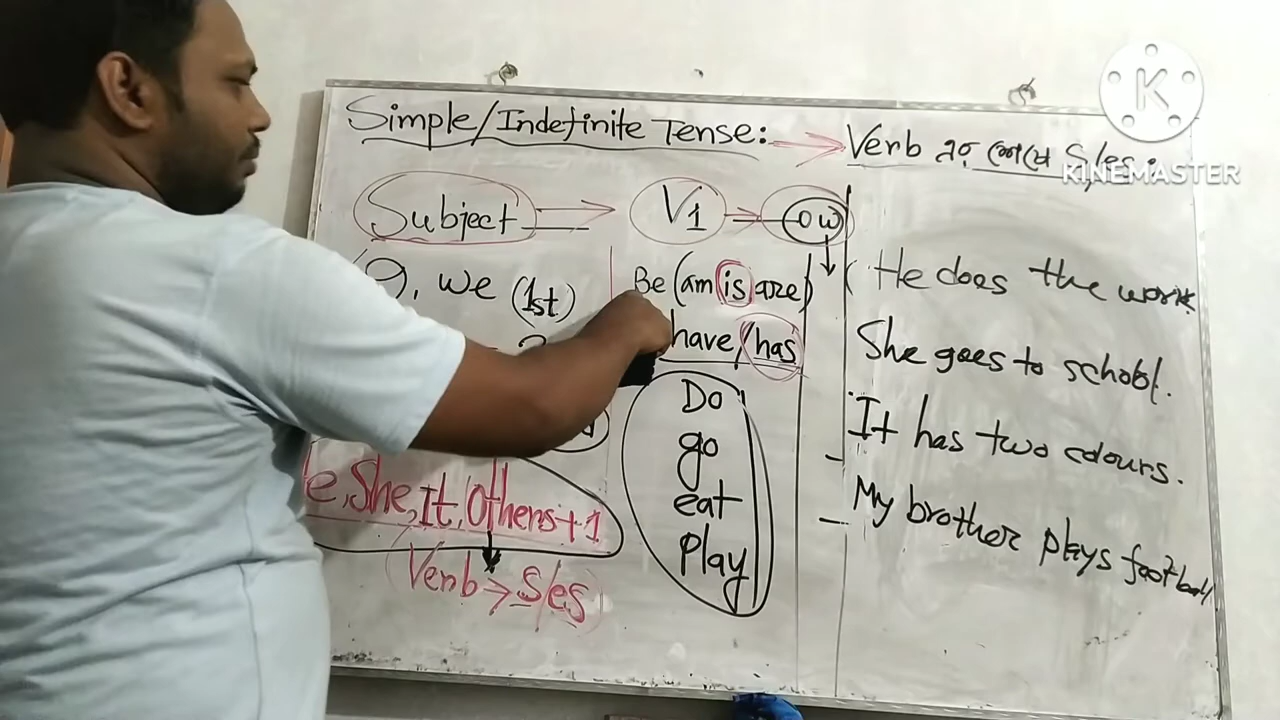 Simple/Indefinite Tense:
Verb এর শেষে S/es:
KINEMASTER
Subject
V1
ow
we (1st)
Be (am is are)
have/has
Do
go
eat
Play
He does the work
She goes to school.
It has two colours.
My brother plays football
She, It, Others+1
Verb > S/es